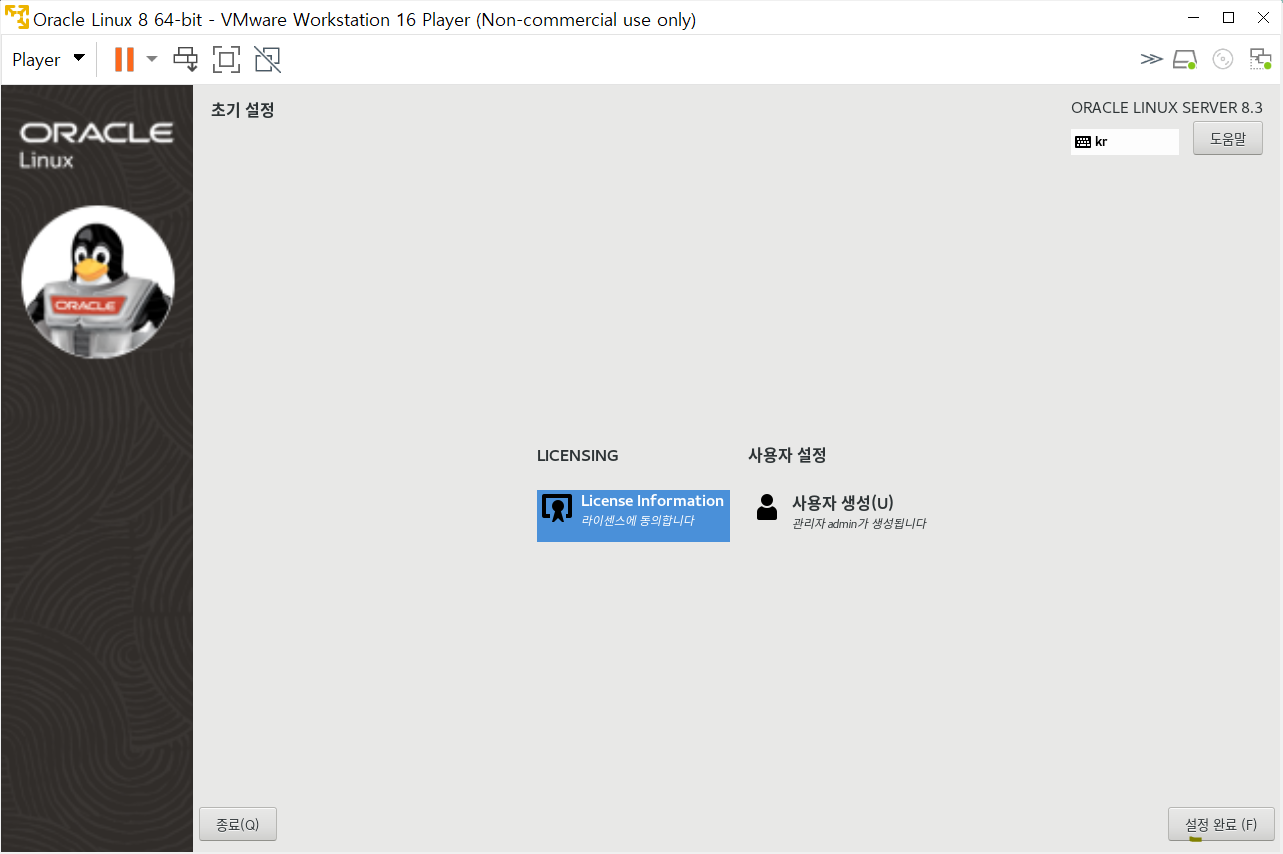 Oracle Linux 8 64-bit - VMware Workstation 16 Player (Non-commercial use only)
Player
ORACLE
Linux
ORACLE
초기 설정
ORACLE LINUX SERVER 8.3
kr
도움말
LICENSING
License Information
라이센스에 동의합니다
사용자 설정
사용자 생성(U)
관리자 admin가 생성됩니다
종료(Q)
설정 완료 (F)